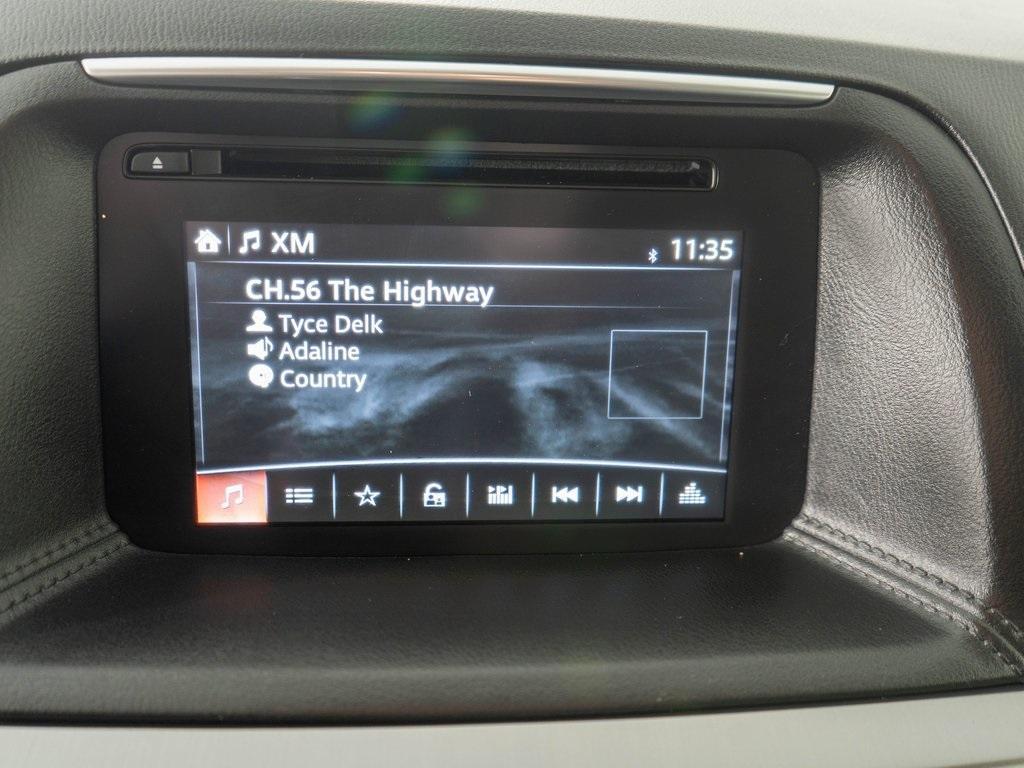 XM
11:35
CH.56 The Highway
Tyce Delk
Adaline
Country